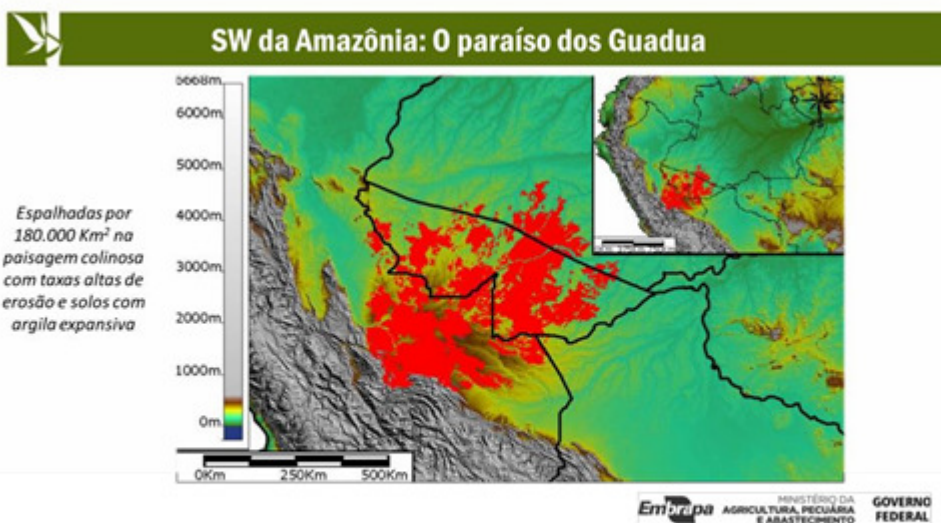 SW da Amazônia: O paraíso dos Guadua
5668m
6000m
5000m
4000m
3000m
2000m
1000m
0m
Espalhadas por
180.000 Km² na
paisagem colinosa
com taxas altas de
erosão e solos com
argila expansiva
0Km 250Km 500Km
Embrapa
MINISTÉRIO DA
AGRICULTURA, PECUÁRIA
E ABASTECIMENTO
GOVERNO
FEDERAL